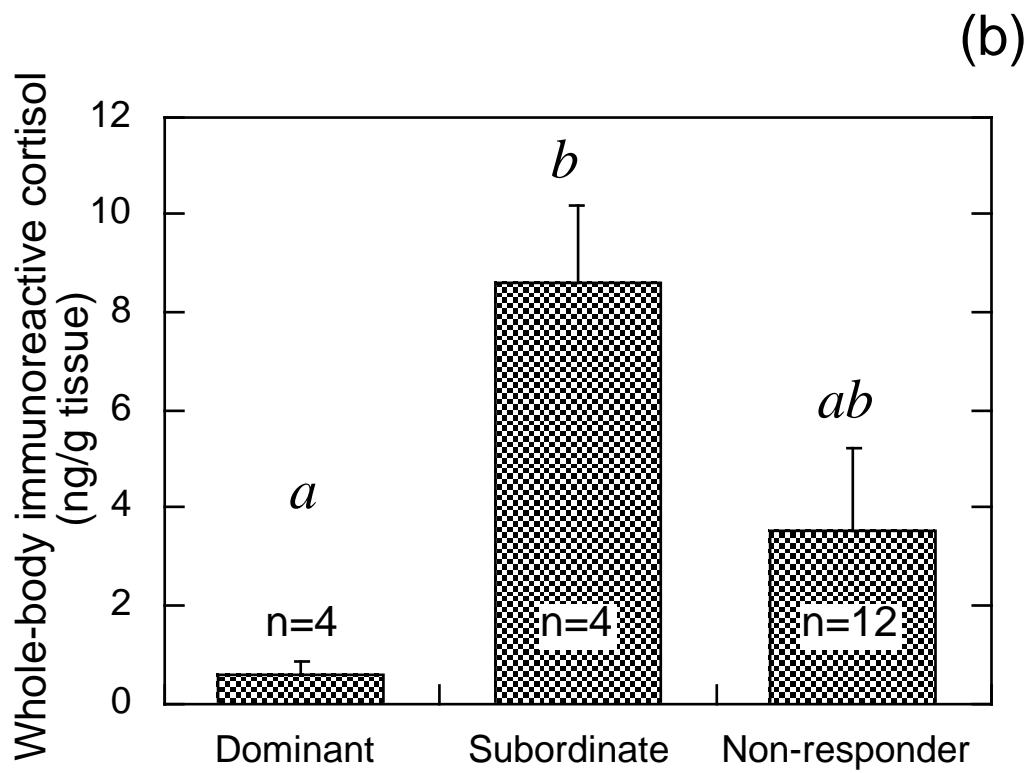 (b)
Whole-body immunoreactive cortisol
(ng/g tissue)
12
10
8
6
4
2
0
a
b
ab
n=4
n=4
n=12
Dominant
Subordinate
Non-responder